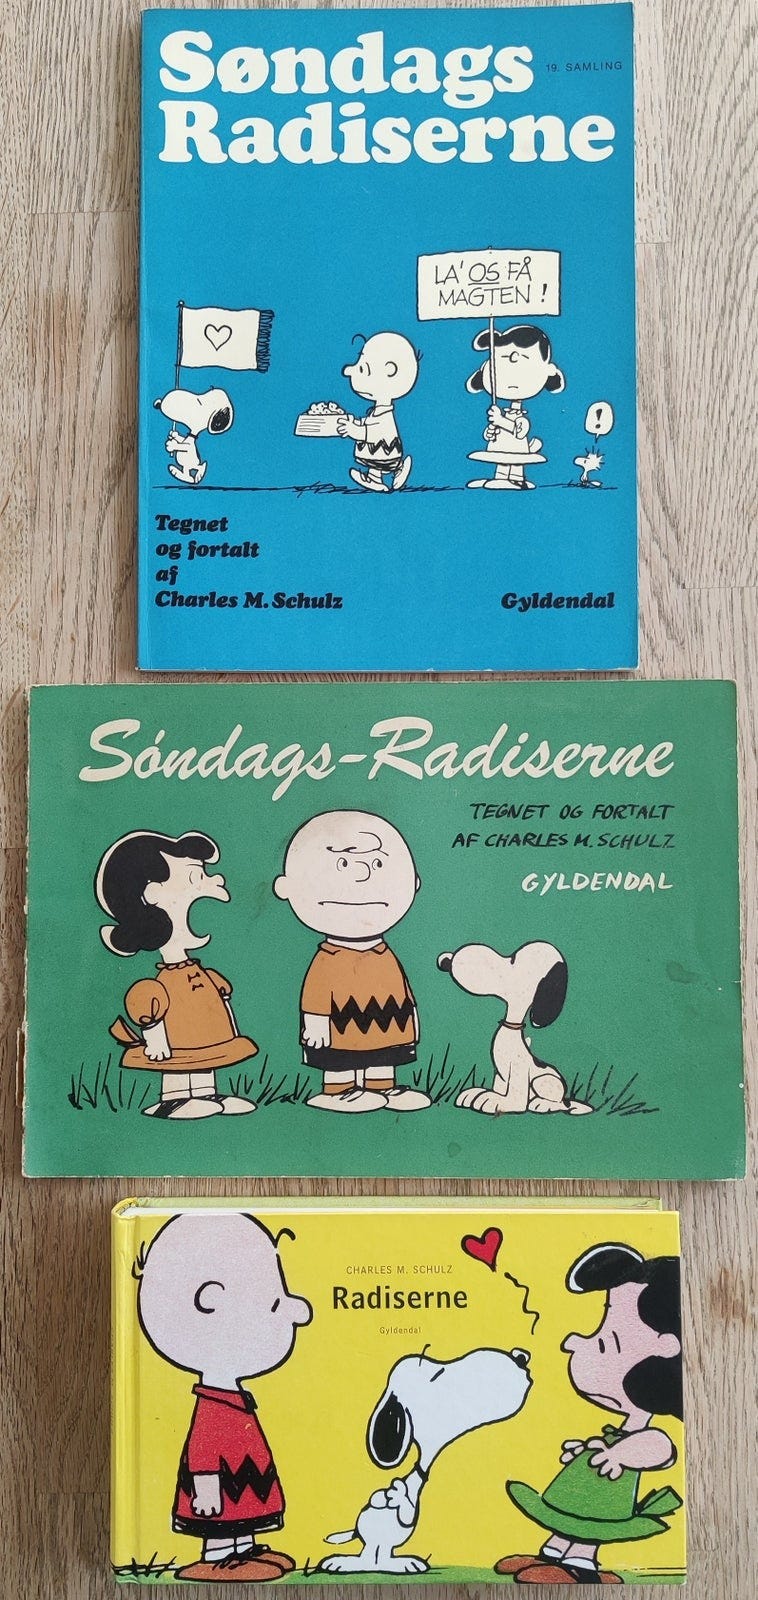 Søndags
19. SAMLING
Radiserne
LA' OS FÅ
MAGTEN!
!
Tegnet
og fortalt
af
Charles M. Schulz
Gyldendal
Søndags-Radiserne
TEGNET OG FORTALT
AF CHARLES M. SCHULZ
GYLDENDAL
CHARLES M. SCHULZ
Radiserne
Gyldendal